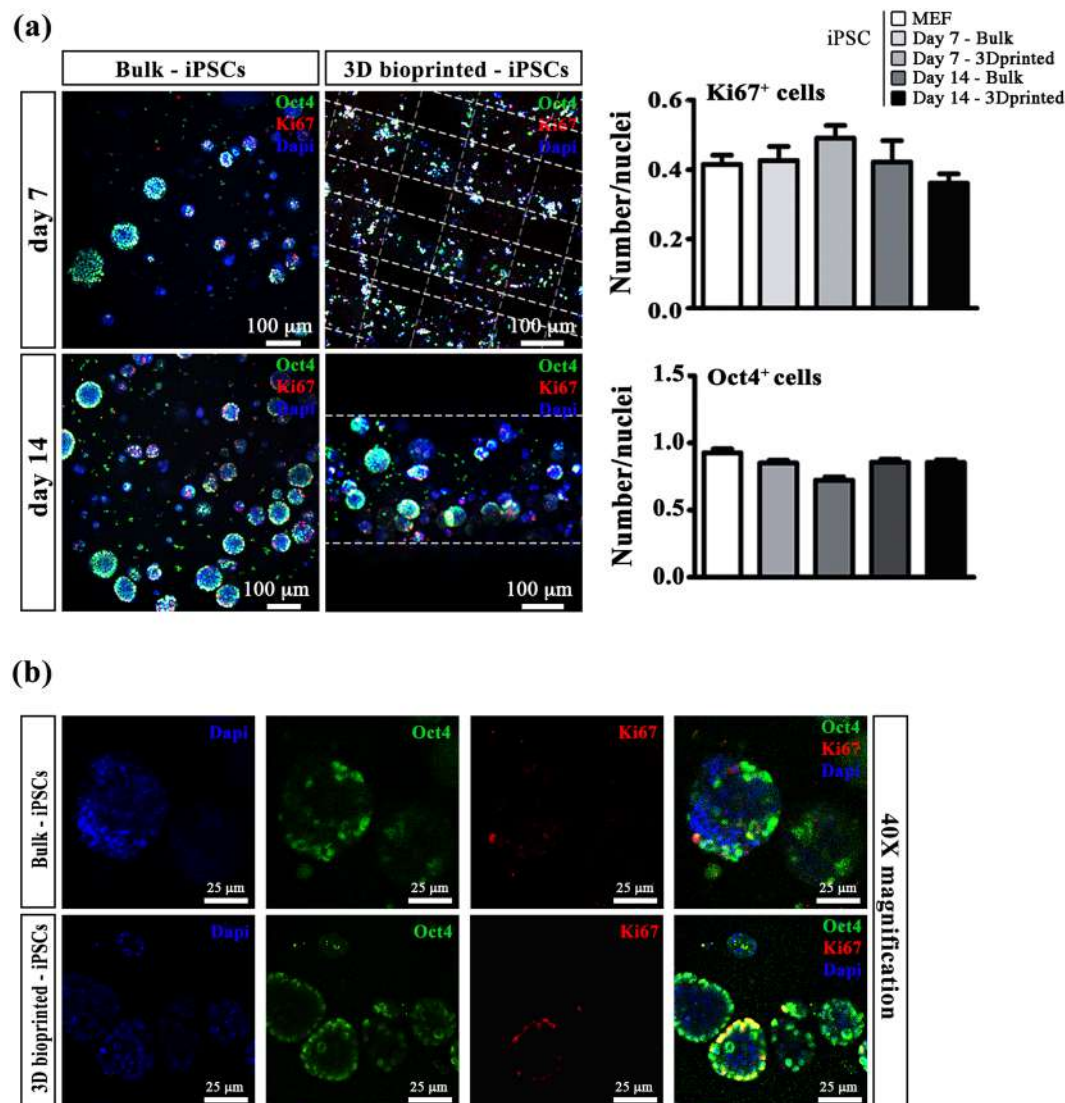 (a)
Bulk - iPSCs
3D bioprinted - iPSCs
day 7
Oct4
Ki67
Dapi
100 μm
Oct4
Ki67
Dapi
100 μm
day 14
Oct4
Ki67
Dapi
100 μm
Oct4
Ki67
Dapi
100 μm
iPSC
MEF
Day 7 - Bulk
Day 7 - 3Dprinted
Day 14 - Bulk
Day 14 - 3Dprinted
Ki67+ cells
Number/nuclei
0.6
0.4
0.2
0.0
Oct4+ cells
Number/nuclei
1.5
1.0
0.5
0.0
(b)
Bulk - iPSCs
Dapi
25 μm
Oct4
25 μm
Ki67
25 μm
Oct4
Ki67
Dapi
25 μm
3D bioprinted - iPSCs
Dapi
25 μm
Oct4
25 μm
Ki67
25 μm
Oct4
Ki67
Dapi
25 μm
40X magnification